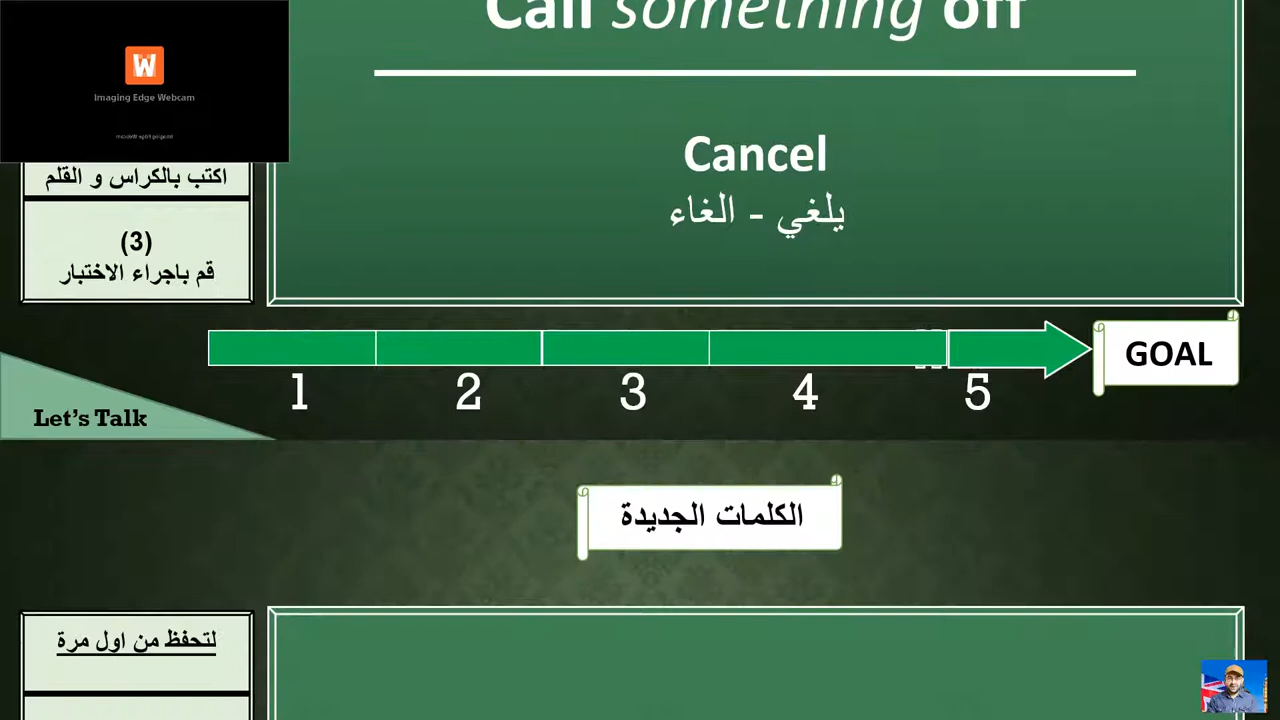 Call something off
Imaging Edge Webcam
Cancel
يلغي - الغاء
اكتب بالكراس و القلم
(3)
قم باجراء الاختبار
GOAL
1 2 3 4 5
Let's Talk
الكلمات الجديدة
لتحفظ من اول مرة